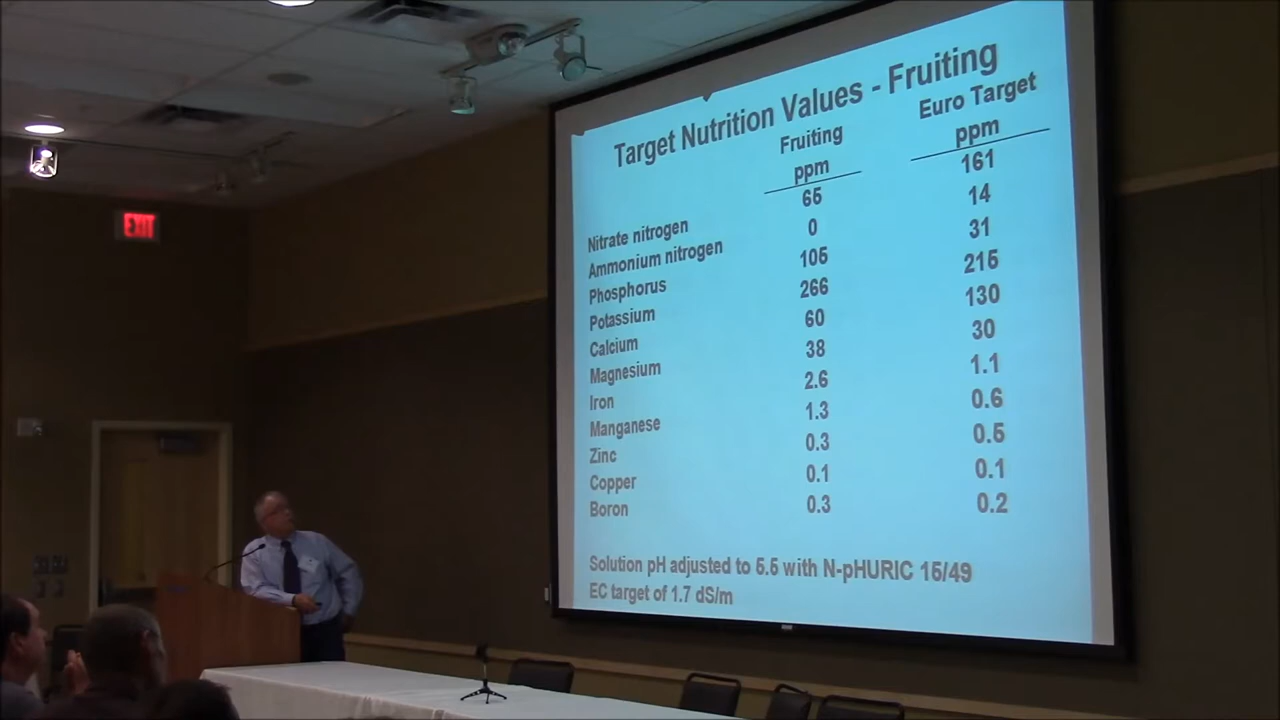 Target Nutrition Values - Fruiting
Fruiting Euro Target
ppm ppm
Nitrate nitrogen 65 161
Ammonium nitrogen 0 14
Phosphorus 105 31
Potassium 266 215
Calcium 60 130
Magnesium 38 30
Iron 2.6 1.1
Manganese 1.3 0.6
Zinc 0.3 0.5
Copper 0.1 0.1
Boron 0.3 0.2
Solution pH adjusted to 5.5 with N-pHURIC 15/49
EC target of 1.7 dS/m
EXIT